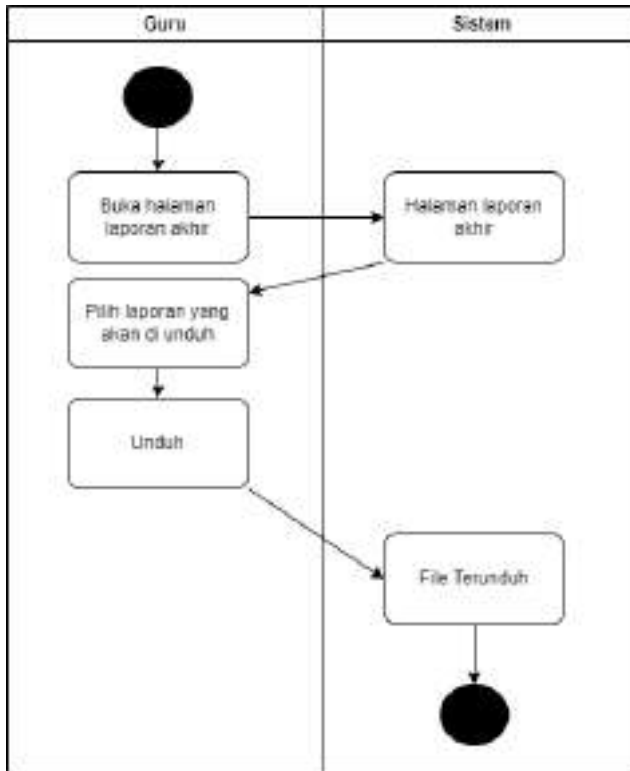 Guru
Sistem
Buka halaman
laporan akhir
Halaman laporan
akhir
Pilih laporan yang
akan di unduh
Unduh
File Terunduh